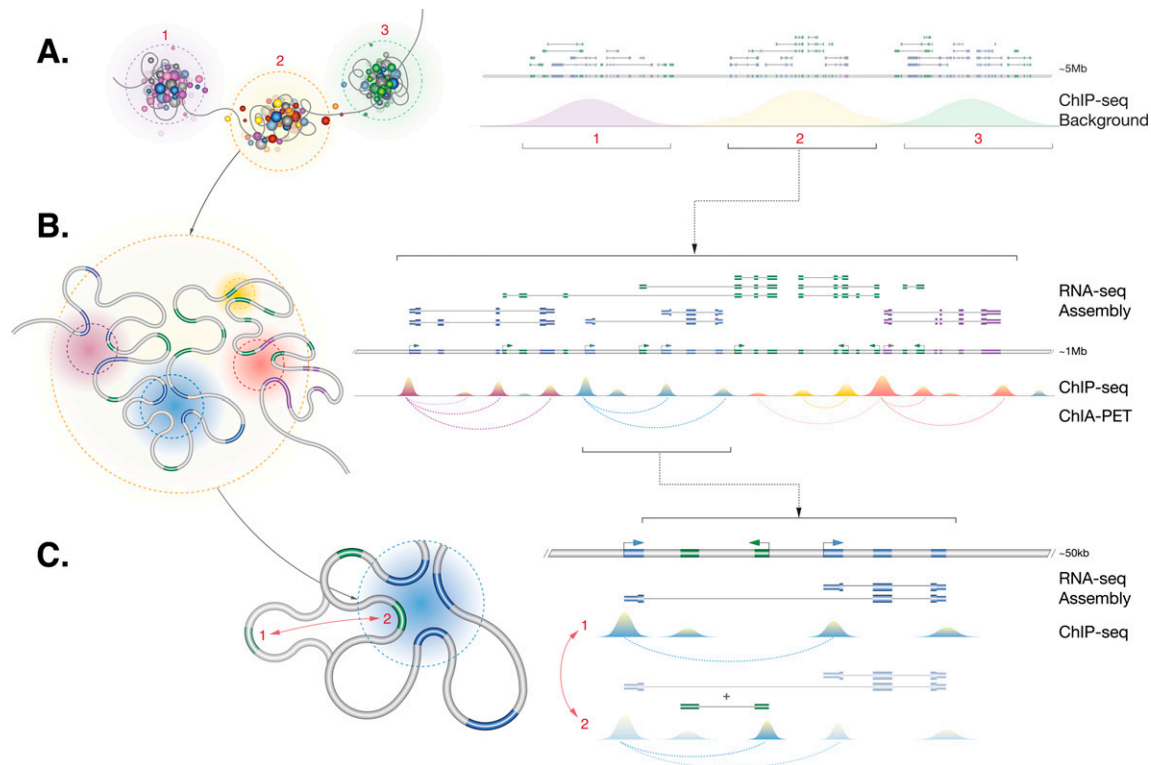 A.
1
2
3
~5Mb
ChIP-seq
Background
1
2
3
B.
RNA-seq
Assembly
~1Mb
ChIP-seq
ChIA-PET
C.
1
2
~50kb
RNA-seq
Assembly
1
ChIP-seq
+
2